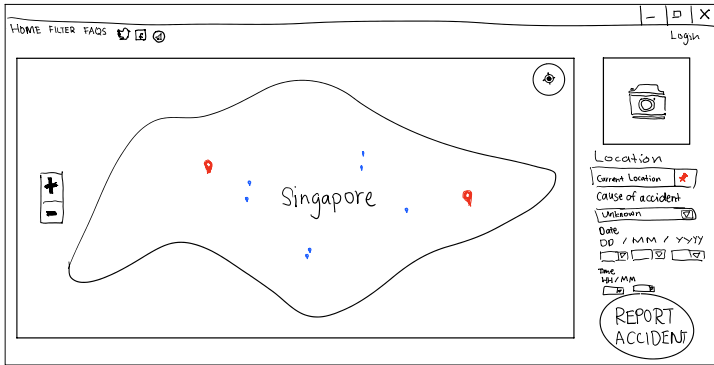 HOME FILTER FAQS
Login
Singapore
Location
Current Location
Cause of accident
Unknown
Date
DD / MM / YYYY
Time
HH/MM
REPORT
ACCIDENT